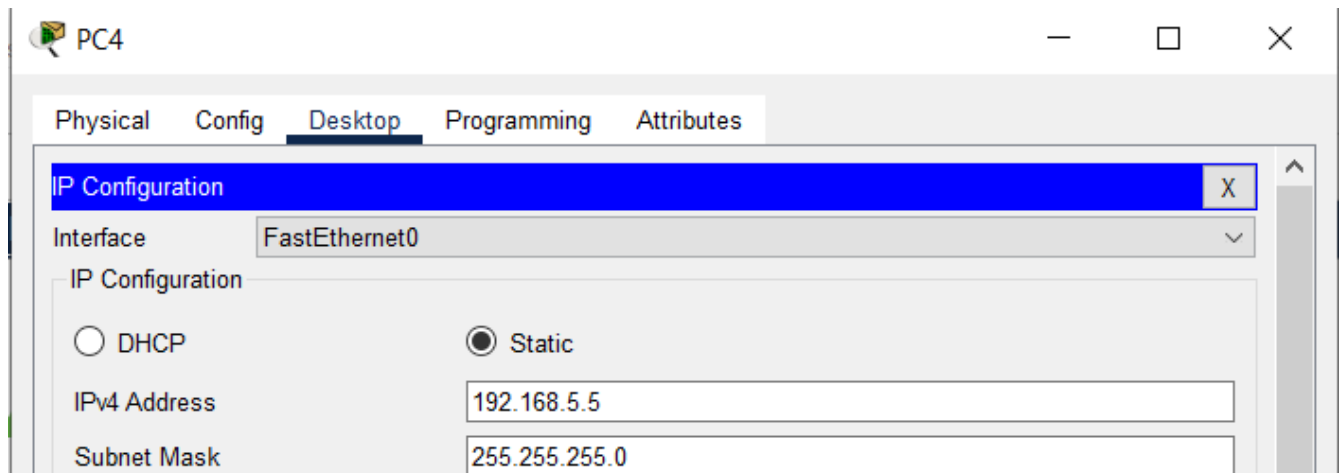 PC4
Physical Config Desktop Programming Attributes
IP Configuration X
Interface FastEthernet0
IP Configuration
DHCP Static
IPv4 Address 192.168.5.5
Subnet Mask 255.255.255.0